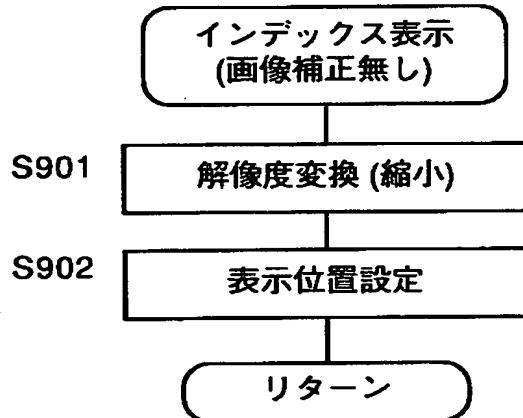 インデックス表示
(画像補正無し)
S901
解像度変換 (縮小)
S902
表示位置設定
リターン